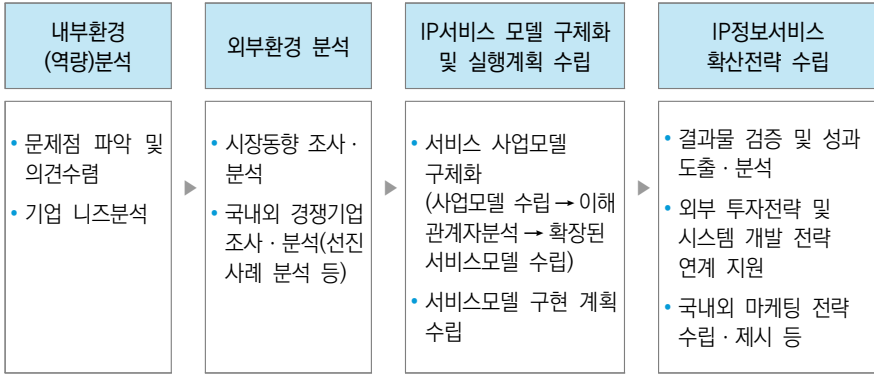 내부환경
(역량)분석
외부환경 분석
IP서비스 모델 구체화
및 실행계획 수립
IP정보서비스
확산전략 수립
• 문제점 파악 및
의견수렴
• 기업 니즈분석
• 시장동향 조사 ·
분석
• 국내외 경쟁기업
조사 · 분석(선진
사례 분석 등)
• 서비스 사업모델
구체화
(사업모델 수립 → 이해
관계자분석 → 확장된
서비스모델 수립)
• 서비스모델 구현 계획
수립
• 결과물 검증 및 성과
도출 · 분석
• 외부 투자전략 및
시스템 개발 전략
연계 지원
• 국내외 마케팅 전략
수립 · 제시 등